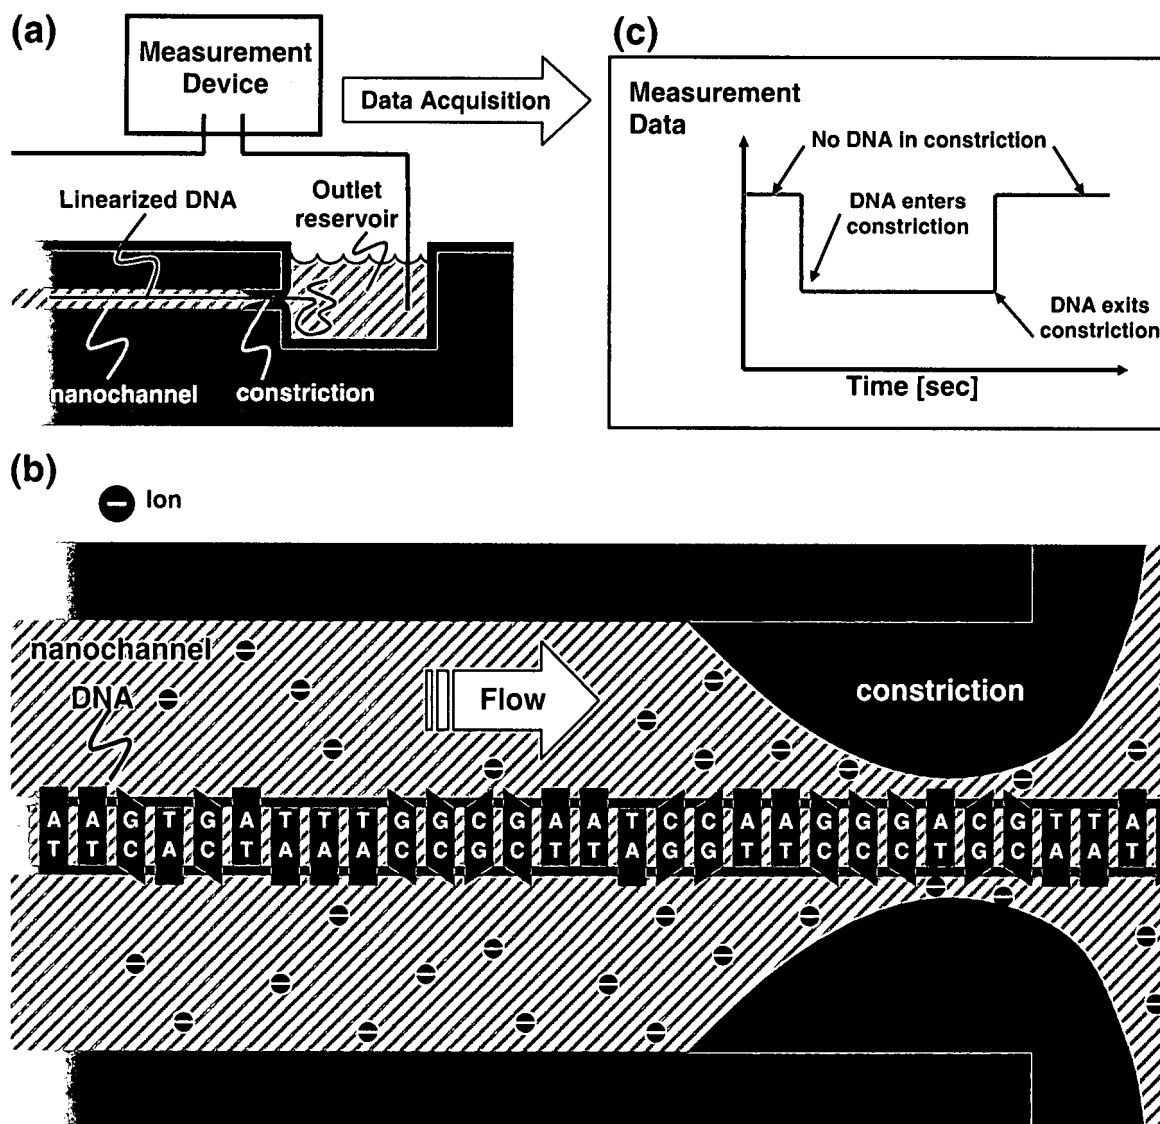 (a)
Measurement
Device
Data Acquisition
Linearized DNA
Outlet
reservoir
nanochannel
constriction
(c)
Measurement
Data
No DNA in constriction
DNA enters
constriction
DNA exits
constriction
Time [sec]
(b)
Ion
nanochannel
DNA
Flow
constriction
A A G T G A T T T G G C G A A T C C A A G G G A C G T T A
T T C A C T A A A C C G C T T A G G T T C C C T G C A A T